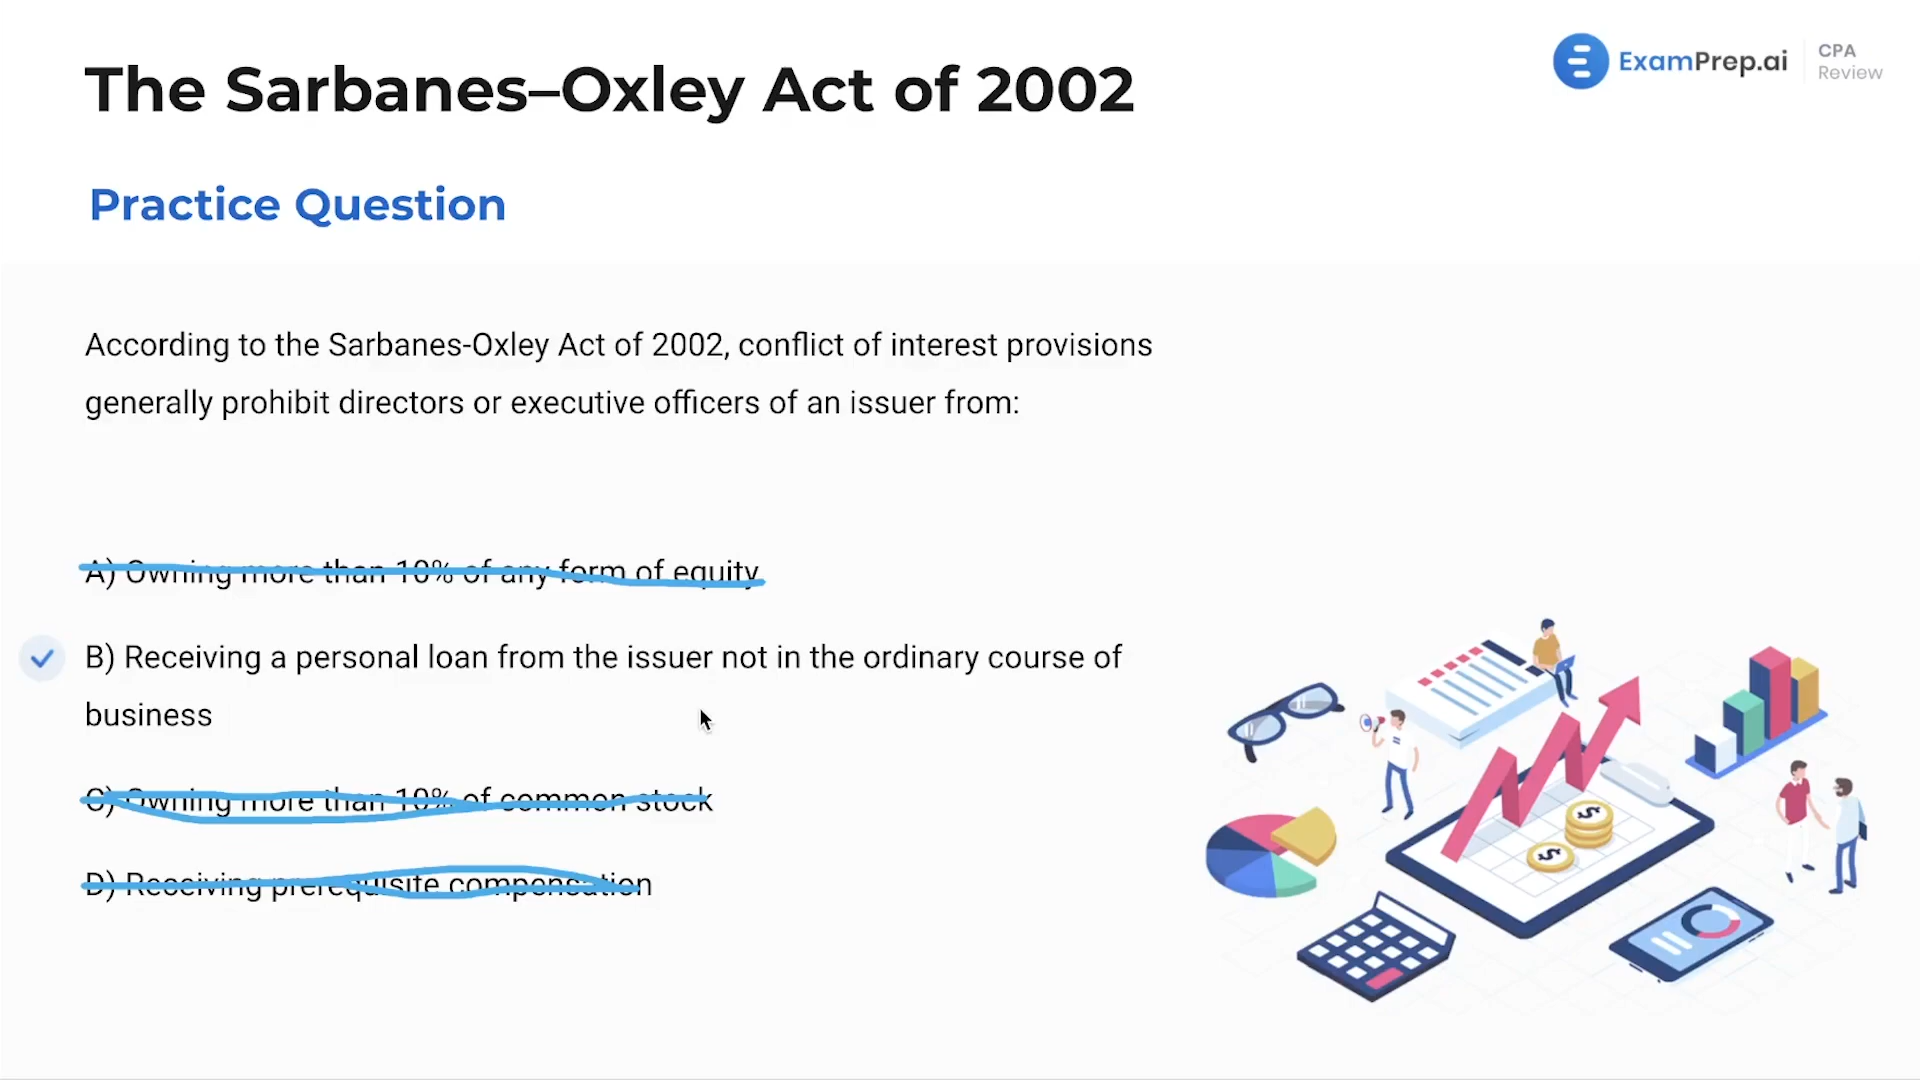 The Sarbanes–Oxley Act of 2002
ExamPrep.ai
CPA
Review
Practice Question
According to the Sarbanes-Oxley Act of 2002, conflict of interest provisions
generally prohibit directors or executive officers of an issuer from:
A) Owning more than 10% of any form of equity
B) Receiving a personal loan from the issuer not in the ordinary course of
business
C) Owning more than 10% of common stock
D) Receiving prerequisite compensation
$
$